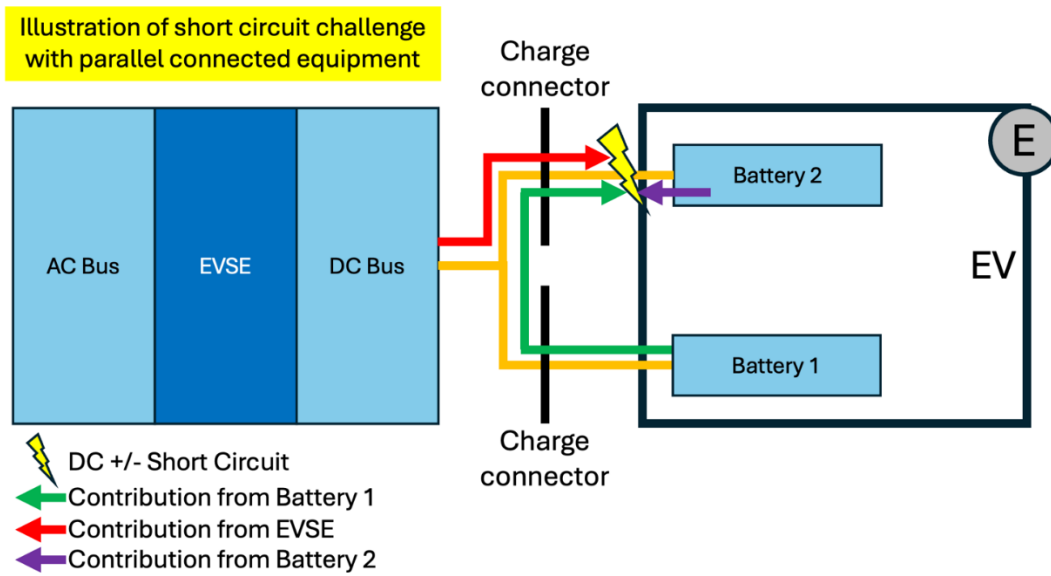 Illustration of short circuit challenge
with parallel connected equipment
Charge
connector
E
Battery 2
AC Bus
EVSE
DC Bus
EV
Battery 1
Charge
connector
DC +/- Short Circuit
Contribution from Battery 1
Contribution from EVSE
Contribution from Battery 2